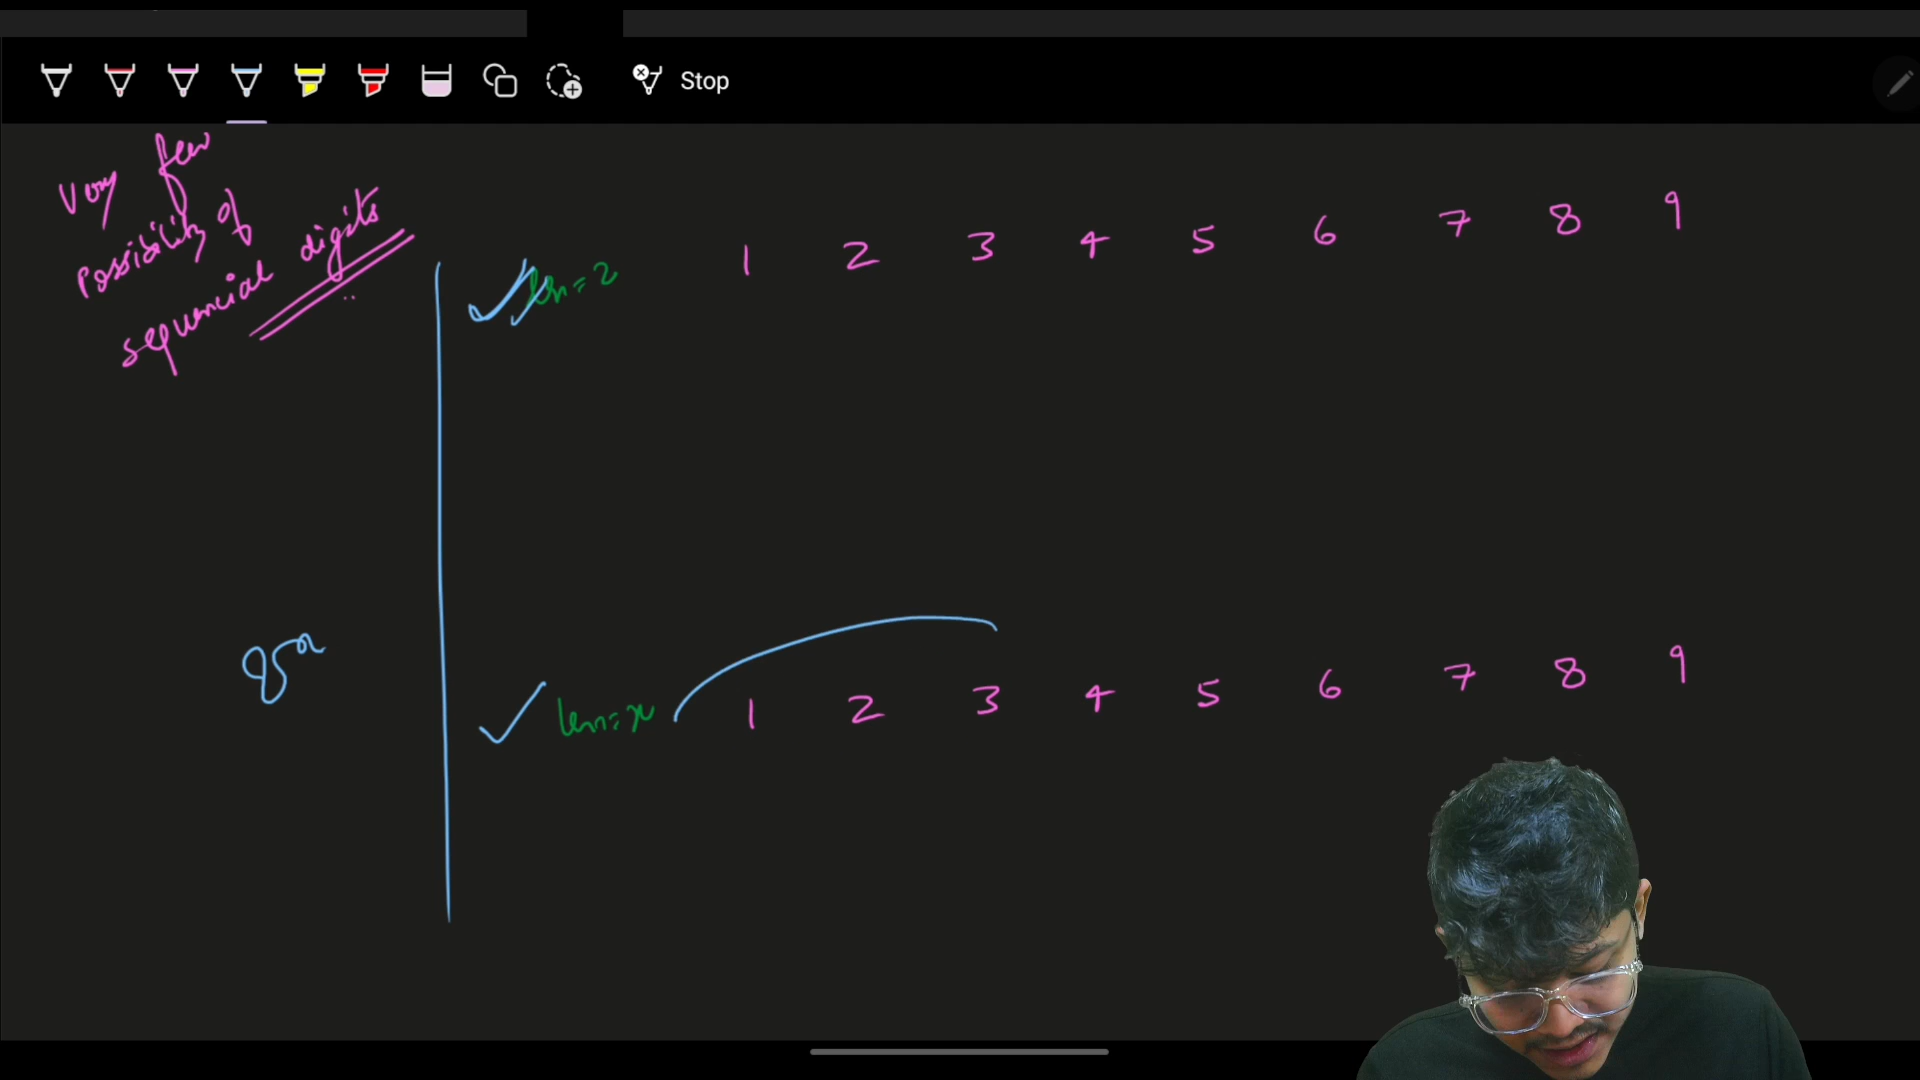 Stop
Very few
possibility of
sequencial digits
len=2 1 2 3 4 5 6 7 8 9
len=x 1 2 3 4 5 6 7 8 9